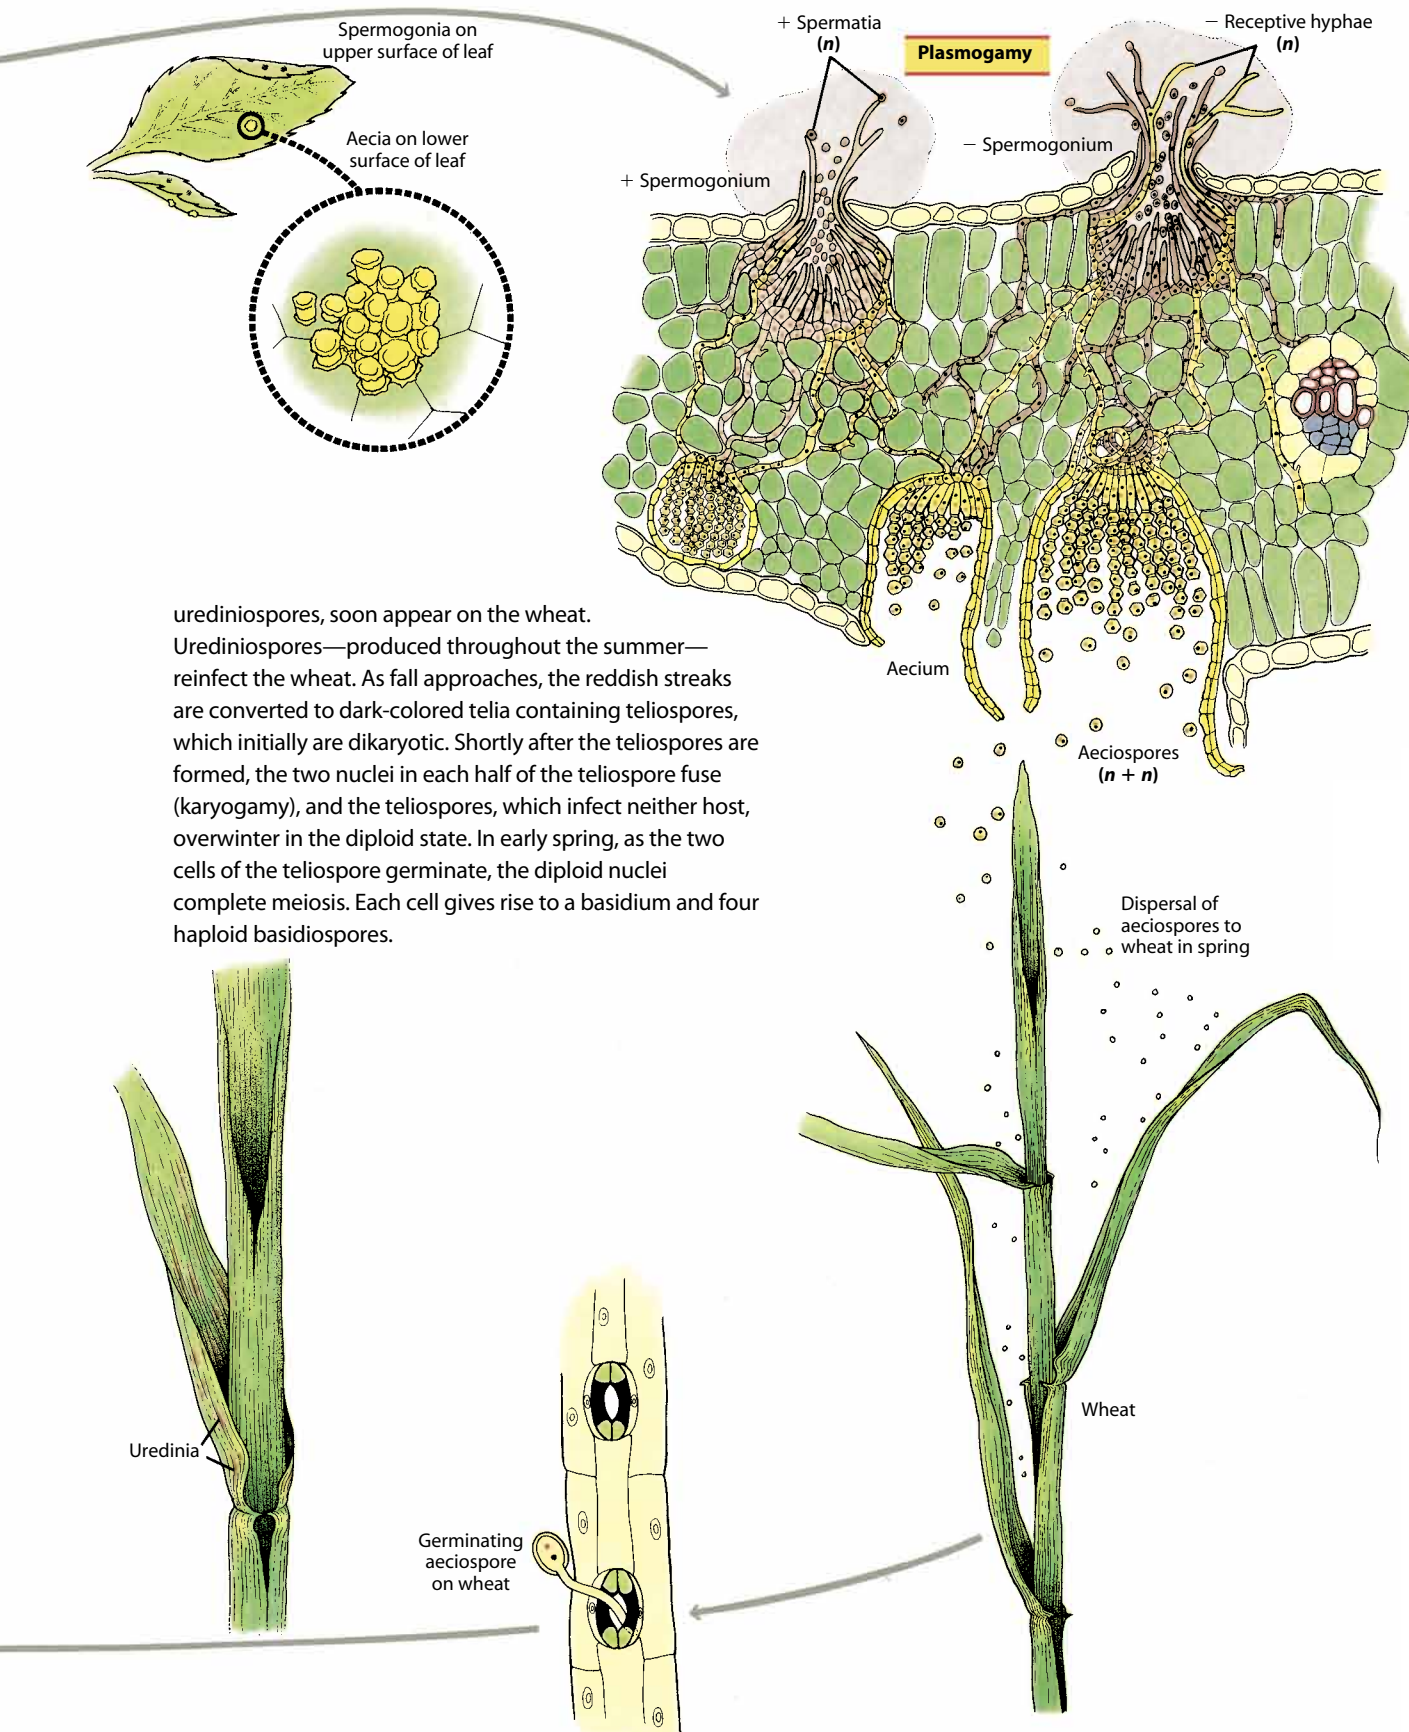 Spermogonia on
upper surface of leaf
Aecia on lower
surface of leaf
+ Spermatia
(n)
Plasmogamy
− Receptive hyphae
(n)
− Spermogonium
+ Spermogonium
Aecium
Aeciospores
(n + n)
urediniospores, soon appear on the wheat.
Urediniospores—produced throughout the summer—
reinfect the wheat. As fall approaches, the reddish streaks
are converted to dark-colored telia containing teliospores,
which initially are dikaryotic. Shortly after the teliospores are
formed, the two nuclei in each half of the teliospore fuse
(karyogamy), and the teliospores, which infect neither host,
overwinter in the diploid state. In early spring, as the two
cells of the teliospore germinate, the diploid nuclei
complete meiosis. Each cell gives rise to a basidium and four
haploid basidiospores.
Dispersal of
aeciospores to
wheat in spring
Wheat
Uredinia
Germinating
aeciospore
on wheat